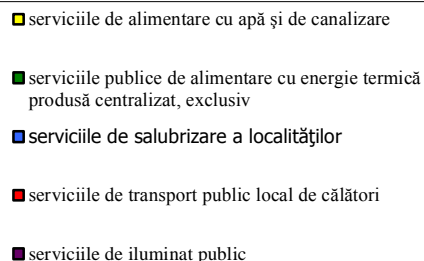 serviciile de alimentare cu apă şi de canalizare
serviciile publice de alimentare cu energie termică
produsă centralizat, exclusiv
serviciile de salubrizare a localităţilor
serviciile de transport public local de călători
serviciile de iluminat public